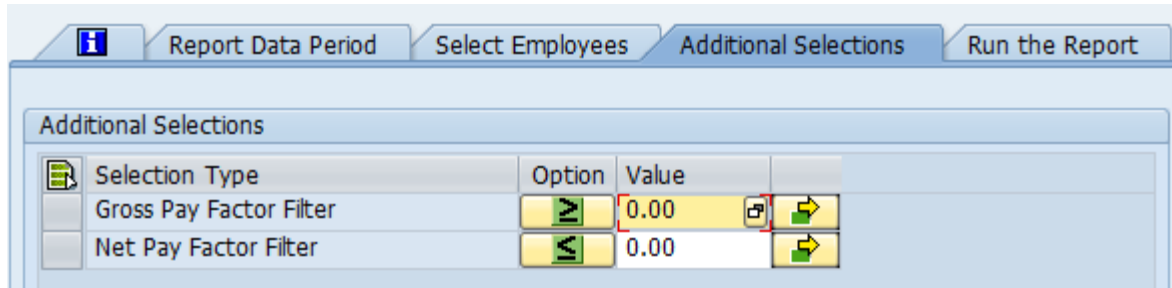 i Report Data Period Select Employees Additional Selections Run the Report
Additional Selections
Selection Type Option Value
Gross Pay Factor Filter ≥ 0.00
Net Pay Factor Filter ≤ 0.00